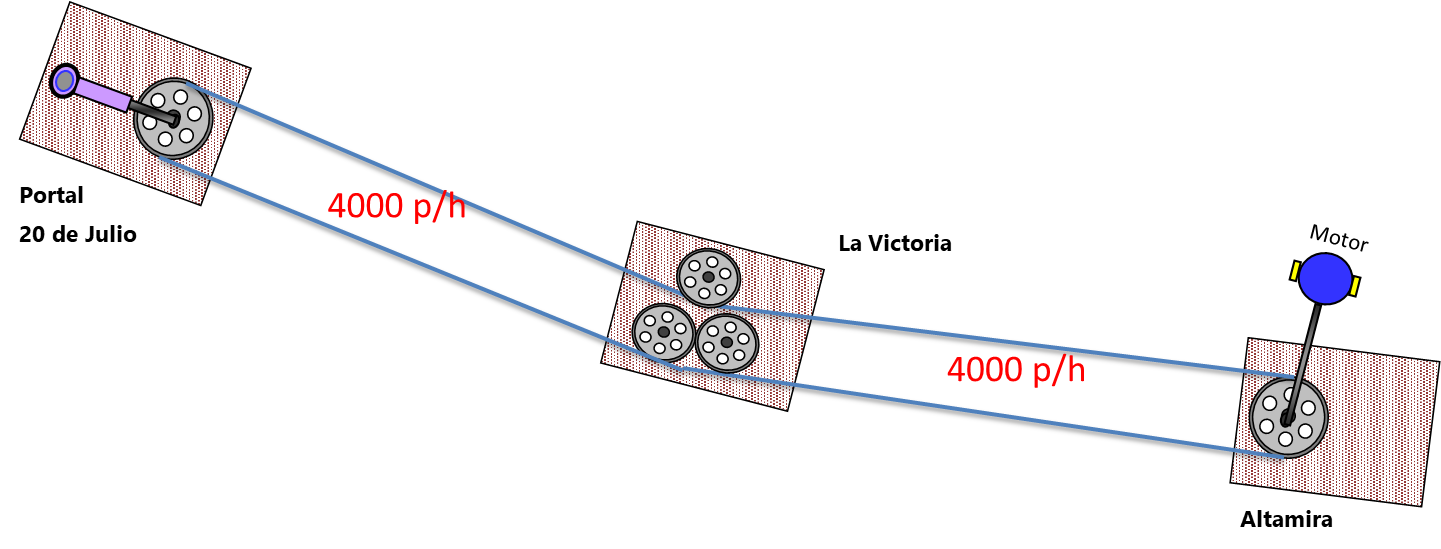 Portal
20 de Julio
4000 p/h
La Victoria
4000 p/h
Motor
Altamira